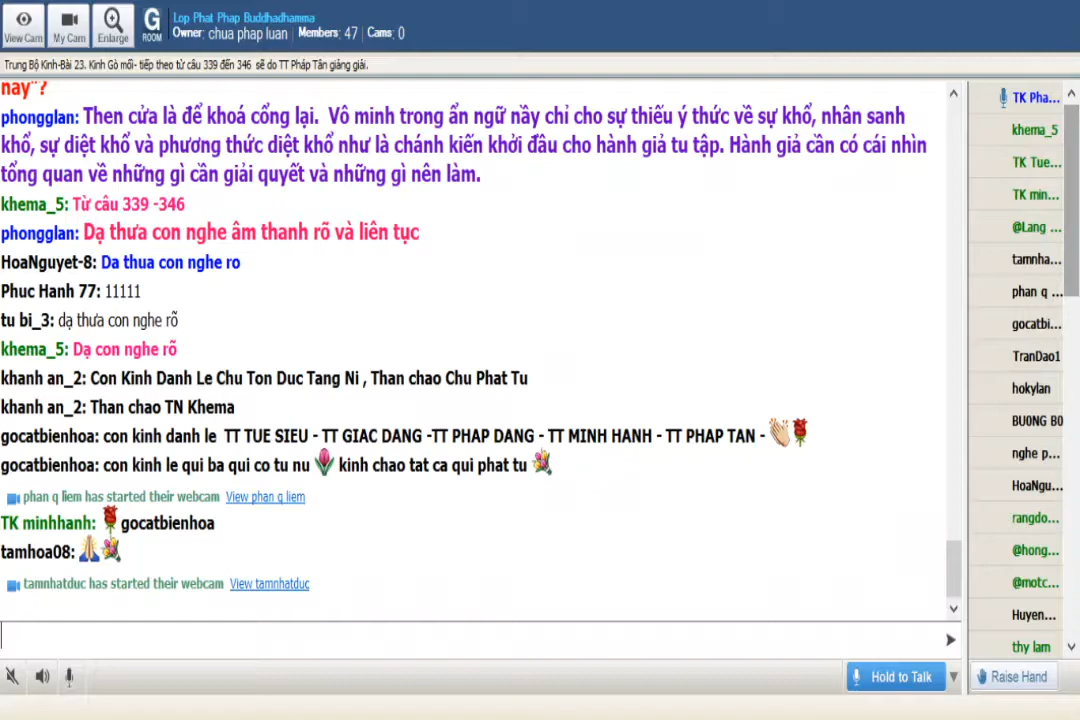 View Cam
My Cam
Enlarge
G
ROOM
Lop Phat Phap Buddhadhamma
Owner: chua phap luan | Members: 47 | Cams: 0
Trung Bộ Kinh-Bài 23. Kinh Gò mối- tiếp theo từ câu 339 đến 346 sẽ do TT Pháp Tân giảng giải.
này"?
phongglan: Then cửa là để khoá cổng lại. Vô minh trong ẩn ngữ nầy chỉ cho sự thiếu ý thức về sự khổ, nhân sanh
khổ, sự diệt khổ và phương thức diệt khổ như là chánh kiến khởi đầu cho hành giả tu tập. Hành giả cần có cái nhìn
tổng quan về những gì cần giải quyết và những gì nên làm.
khema_5: Từ câu 339 -346
phongglan: Dạ thưa con nghe âm thanh rõ và liên tục
HoaNguyet-8: Da thua con nghe ro
Phuc Hanh 77: 11111
tu bi_3: dạ thưa con nghe rõ
khema_5: Dạ con nghe rõ
khanh an_2: Con Kinh Danh Le Chu Ton Duc Tang Ni , Than chao Chu Phat Tu
khanh an_2: Than chao TN Khema
gocatbienhoa: con kinh danh le TT TUE SIEU - TT GIAC DANG -TT PHAP DANG - TT MINH HANH - TT PHAP TAN - 👏🌹
gocatbienhoa: con kinh le qui ba qui co tu nu 🌷 kinh chao tat ca qui phat tu 💐
phan q liem has started their webcam View phan q liem
TK minhhanh: 🌹 gocatbienhoa
tamhoa08: 🙏💐
tamnhatduc has started their webcam View tamnhatduc
Hold to Talk
TK Pha...
khema_5
TK Tue...
TK min...
@Lang ...
tamnha...
phan q ...
gocatbi...
TranDao1
hokylan
BUONG BO
nghe p...
HoaNgu...
rangdo...
@hong...
@motc...
Huyen...
thy lam
Raise Hand